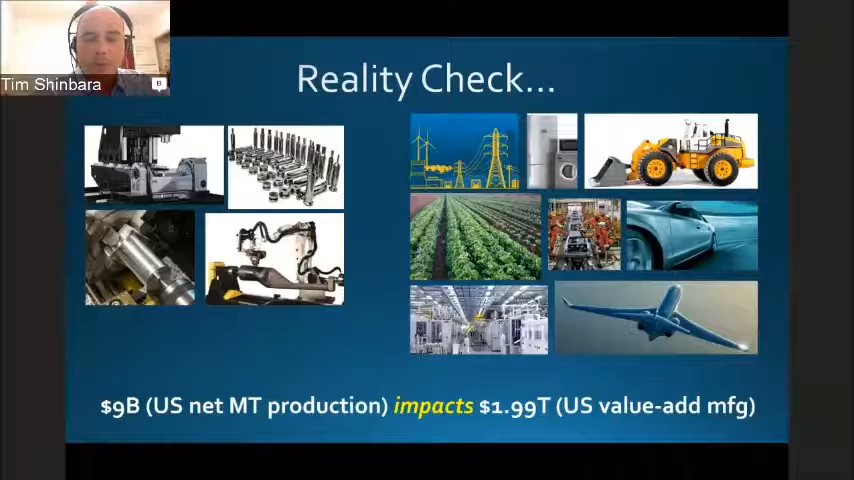 Tim Shinbara
Reality Check...
$9B (US net MT production) impacts $1.99T (US value-add mfg)